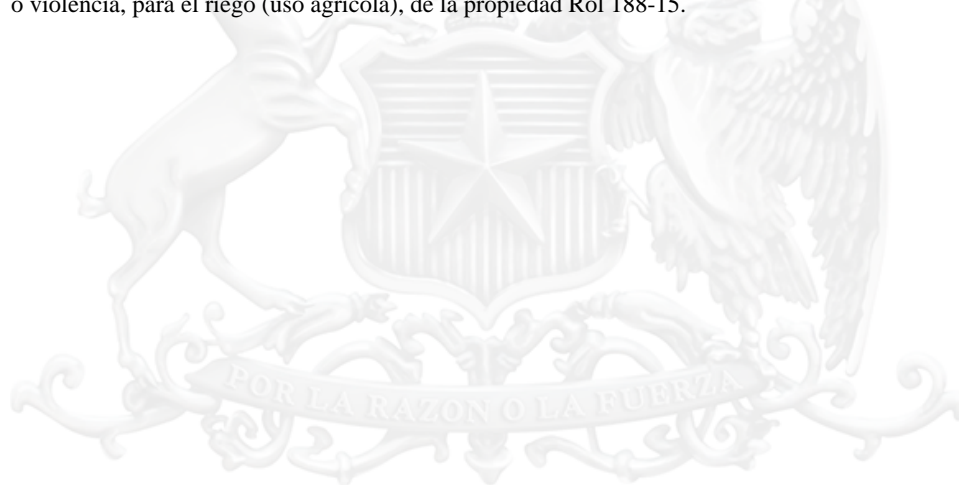 o violencia, para el riego (uso agrícola), de la propiedad Rol 188-15.
POR LA RAZON O LA FUERZA